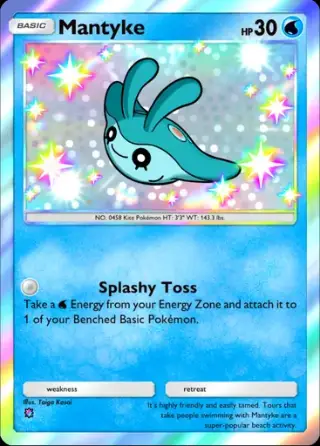 BASIC Mantyke HP 30
NO. 0458 Kite Pokémon HT: 3'3" WT: 143.3 lbs.
Splashy Toss
Take a Energy from your Energy Zone and attach it to
1 of your Benched Basic Pokémon.
weakness retreat
Illus. Taiga Kasai
It's highly friendly and easily tamed. Tours that
take people swimming with Mantyke are a
super-popular beach activity.